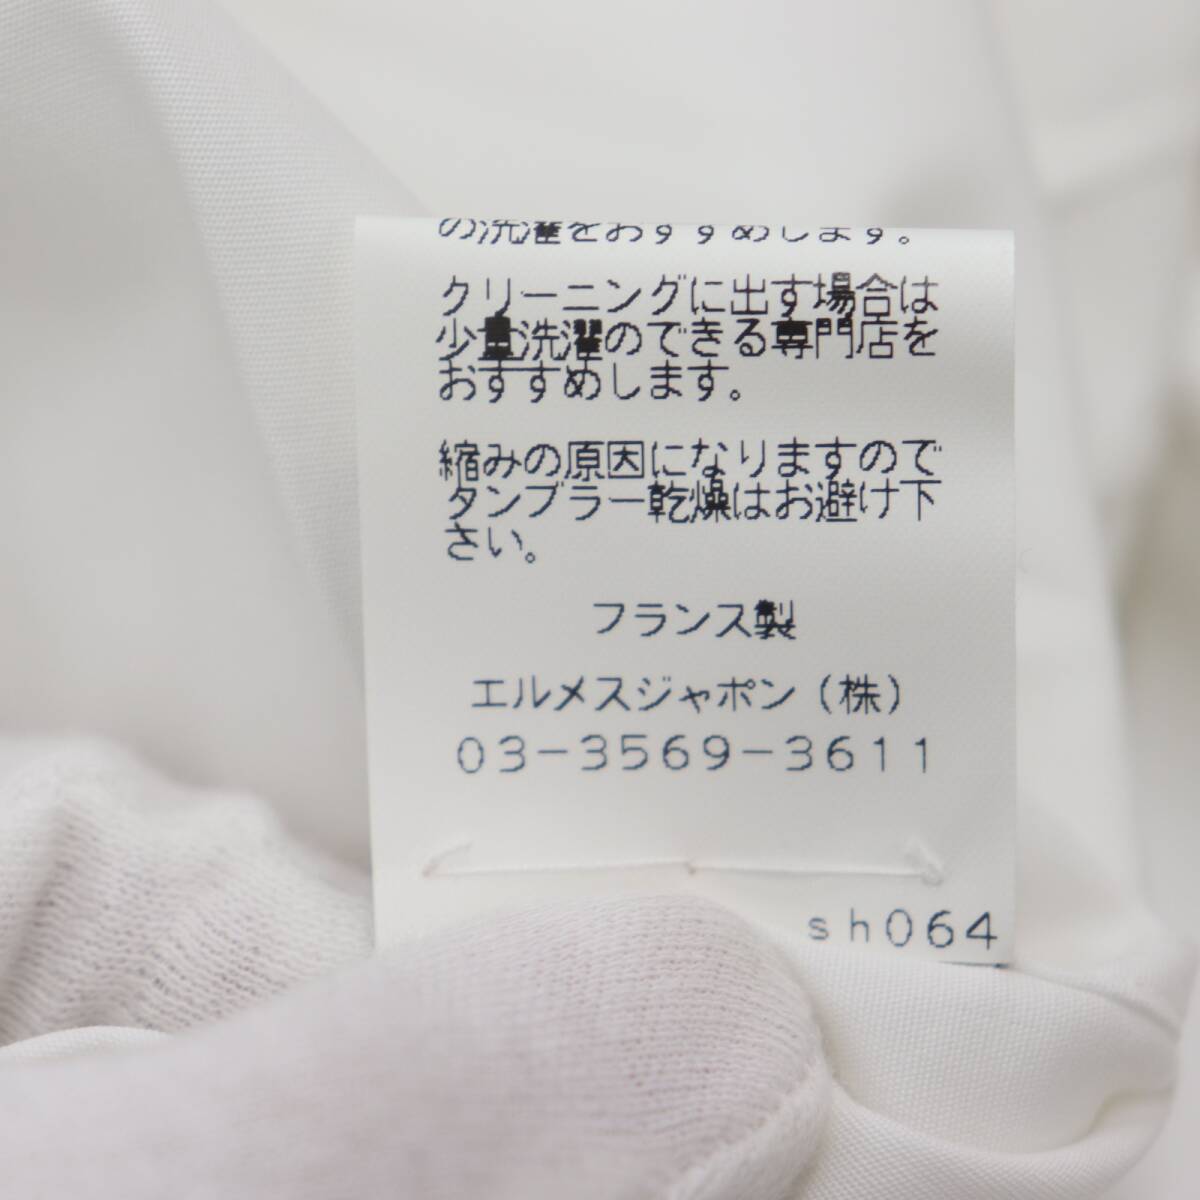 の洗濯をおすすめします。
クリーニングに出す場合は
少量洗濯のできる専門店を
おすすめします。
縮みの原因になりますので
タンブラー乾燥はお避け下
さい。
フランス製
エルメスジャポン(株)
03-3569-3611
sh064